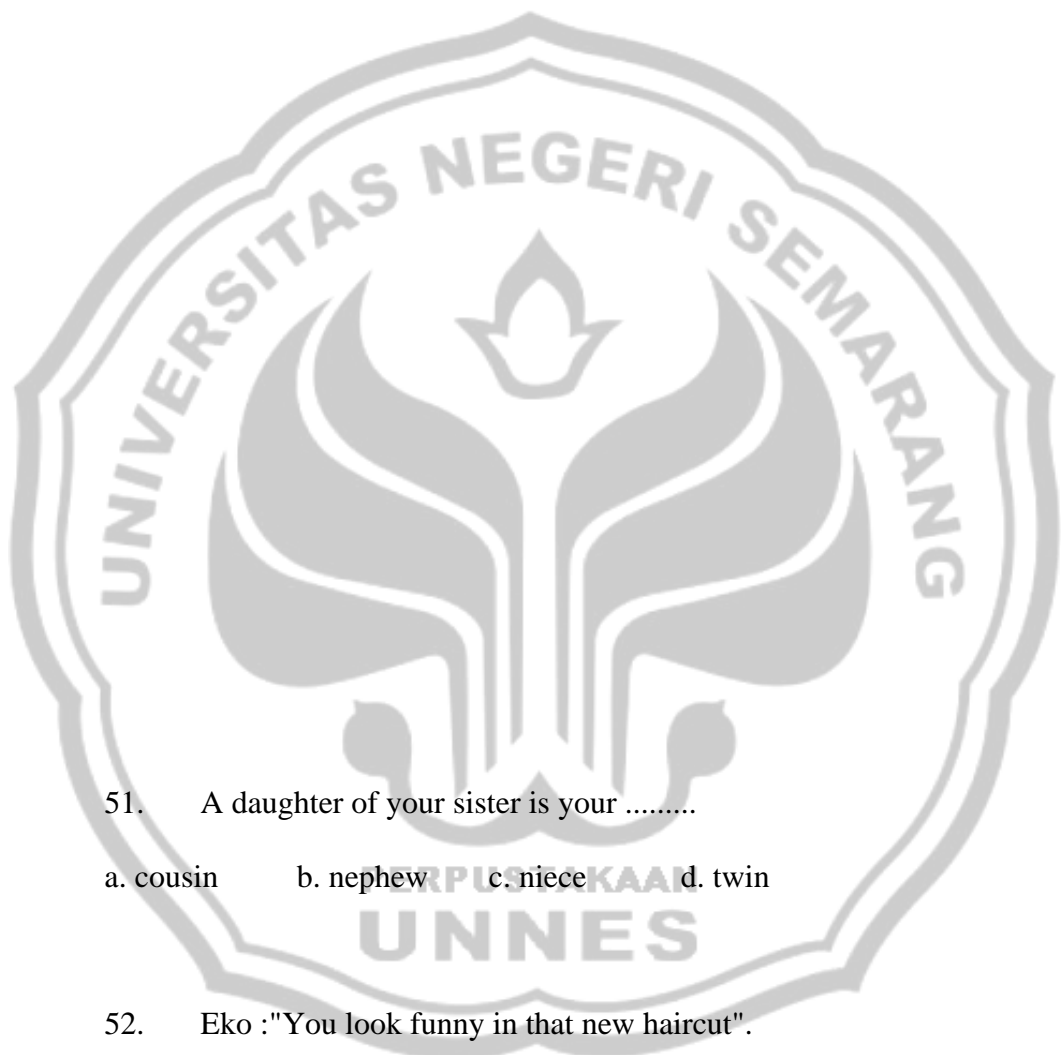 UNIVERSITAS NEGERI SEMARANG
51. A daughter of your sister is your .........
a. cousin b. nephew c. niece d. twin
PERPUSTAKAAN
UNNES
52. Eko :"You look funny in that new haircut".